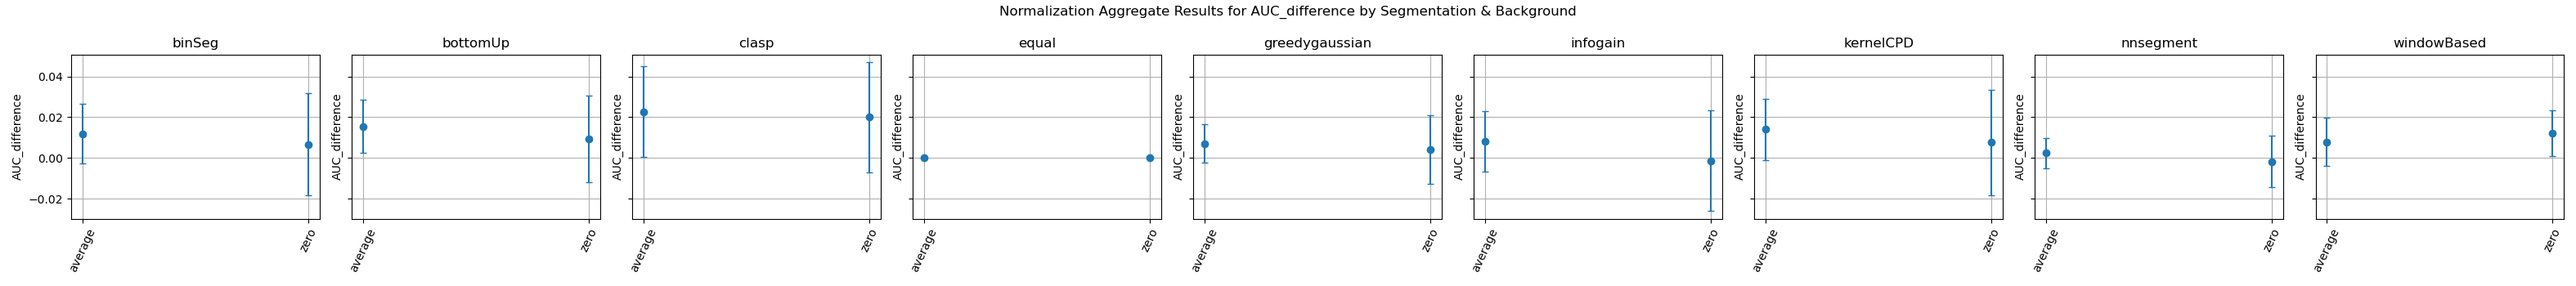 Normalization Aggregate Results for AUC_difference by Segmentation & Background
binSeg
bottomUp
clasp
equal
greedygaussian
infogain
kernelCPD
nnsegment
windowBased
AUC_difference
0.04
0.02
0.00
−0.02
average
zero
AUC_difference
average
zero
AUC_difference
average
zero
AUC_difference
average
zero
AUC_difference
average
zero
AUC_difference
average
zero
AUC_difference
average
zero
AUC_difference
average
zero
AUC_difference
average
zero